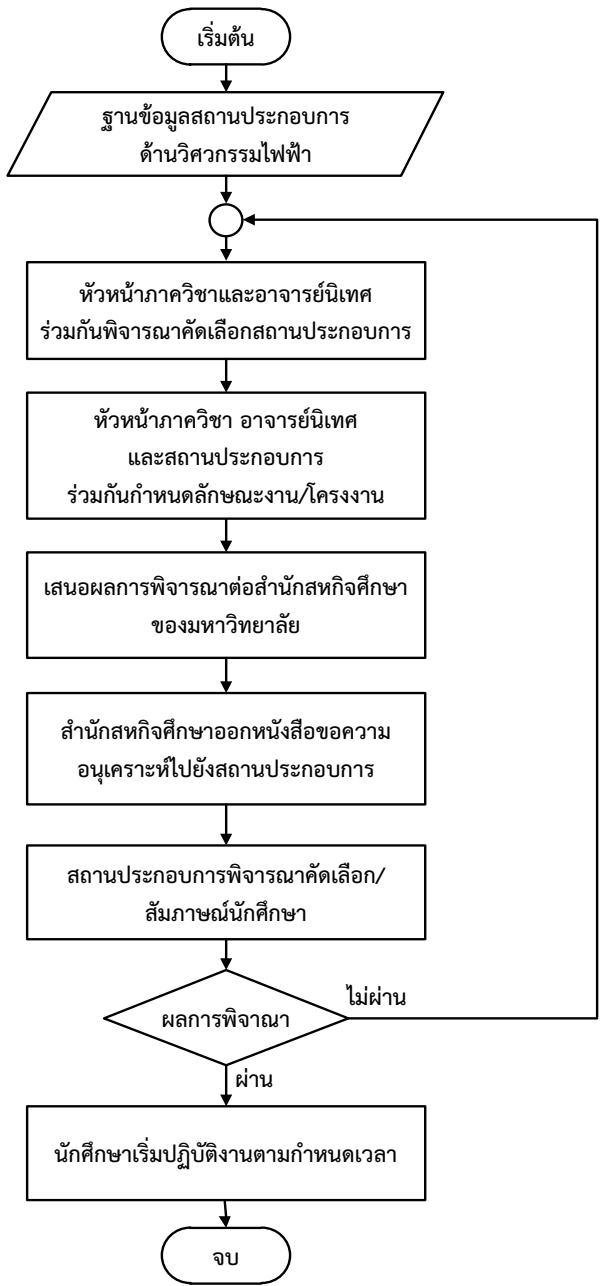 เริ่มต้น
ฐานข้อมูลสถานประกอบการ
ด้านวิศวกรรมไฟฟ้า
หัวหน้าภาควิชาและอาจารย์นิเทศ
ร่วมกันพิจารณาคัดเลือกสถานประกอบการ
หัวหน้าภาควิชา อาจารย์นิเทศ
และสถานประกอบการ
ร่วมกันกำหนดลักษณะงาน/โครงงาน
เสนอผลการพิจารณาต่อสำนักสหกิจศึกษา
ของมหาวิทยาลัย
สำนักสหกิจศึกษาออกหนังสือขอความ
อนุเคราะห์ไปยังสถานประกอบการ
สถานประกอบการพิจารณาคัดเลือก/
สัมภาษณ์นักศึกษา
ไม่ผ่าน
ผลการพิจาณา
ผ่าน
นักศึกษาเริ่มปฏิบัติงานตามกำหนดเวลา
จบ